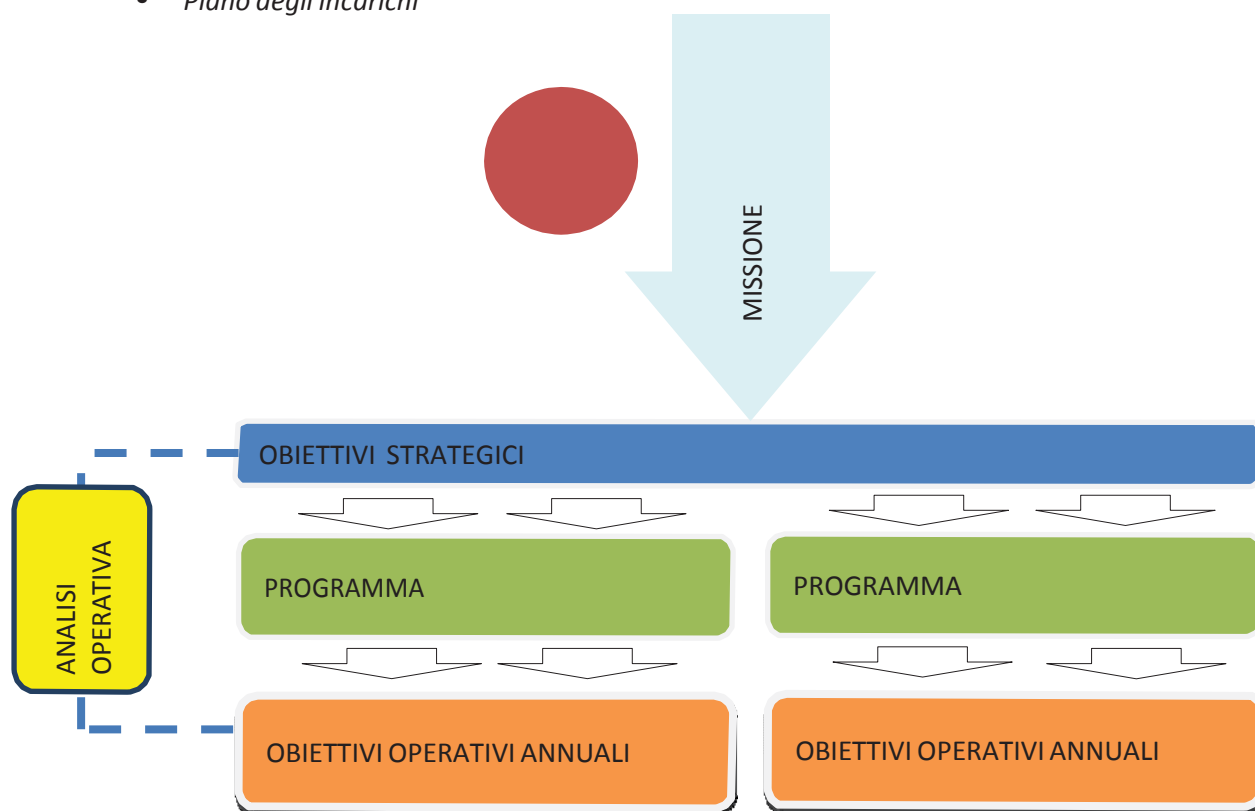 • Piano degli incarichi
MISSIONE
OBIETTIVI STRATEGICI
ANALISI
OPERATIVA
PROGRAMMA
PROGRAMMA
OBIETTIVI OPERATIVI ANNUALI
OBIETTIVI OPERATIVI ANNUALI